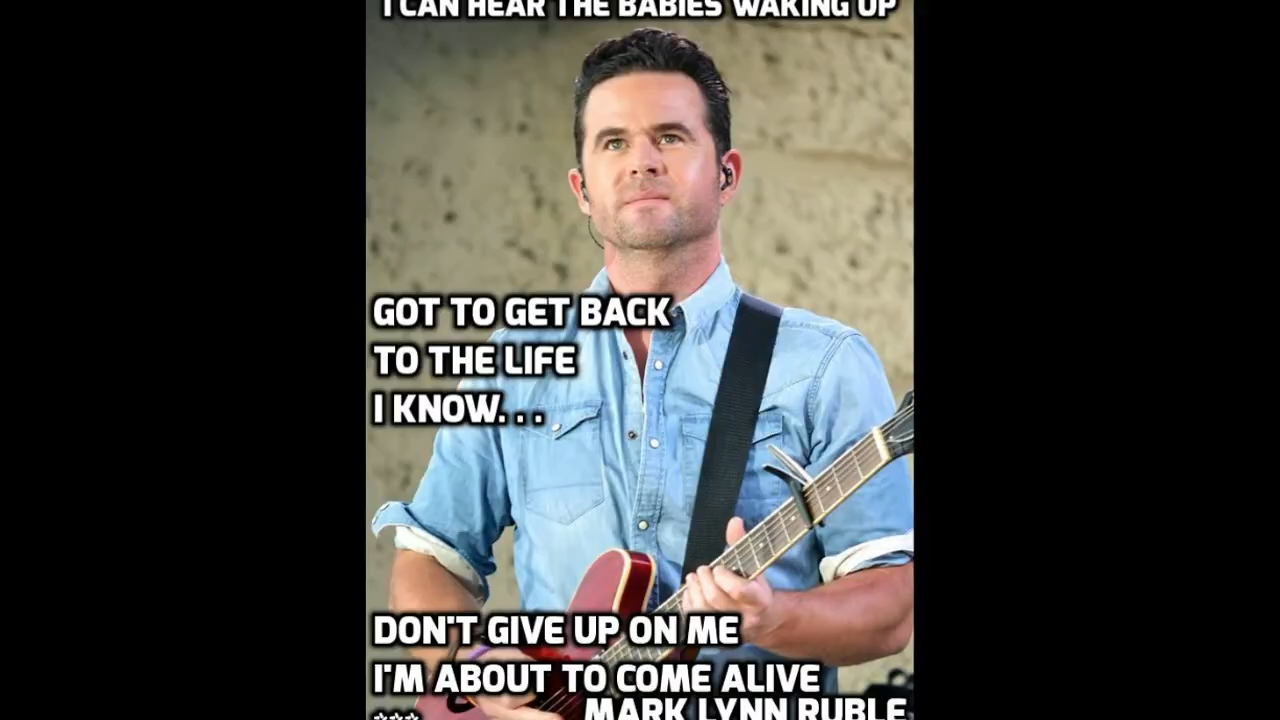 I CAN HEAR THE BABIES WAKING UP
GOT TO GET BACK
TO THE LIFE
I KNOW. . .
DON'T GIVE UP ON ME
I'M ABOUT TO COME ALIVE
***
MARK LYNN RUBLE